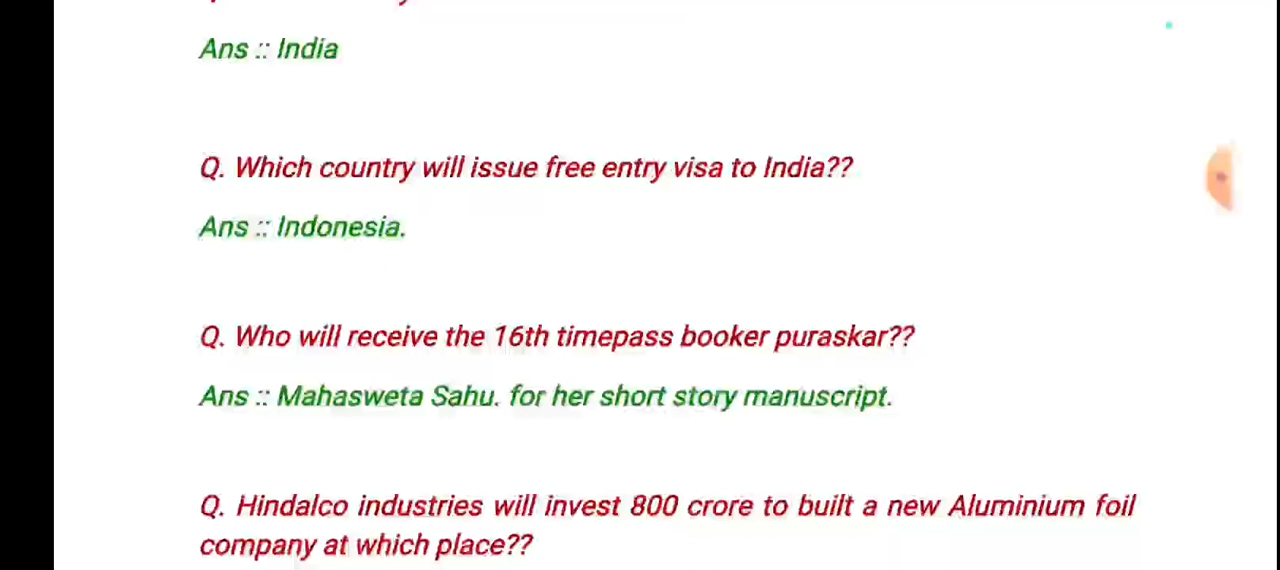 Ans :: India
Q. Which country will issue free entry visa to India??
Ans :: Indonesia.
Q. Who will receive the 16th timepass booker puraskar??
Ans :: Mahasweta Sahu. for her short story manuscript.
Q. Hindalco industries will invest 800 crore to built a new Aluminium foil
company at which place??